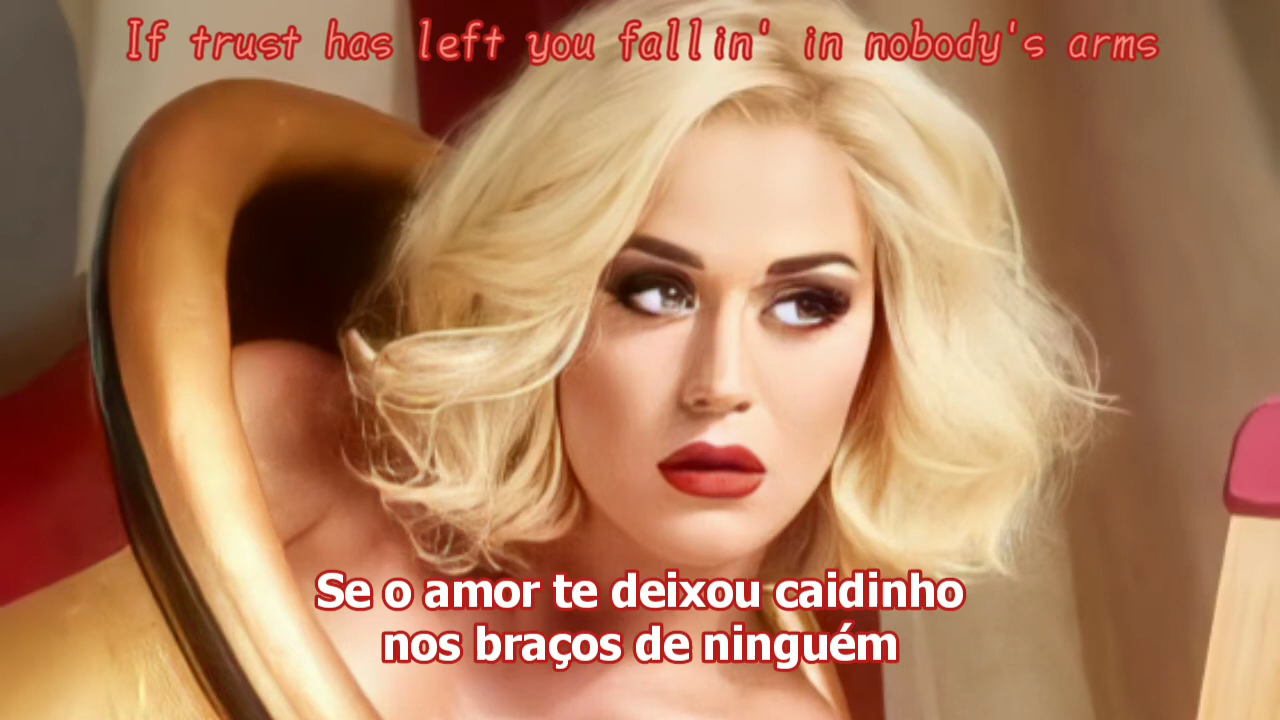 If trust has left you fallin' in nobody's arms
Se o amor te deixou caidinho
nos braços de ninguém